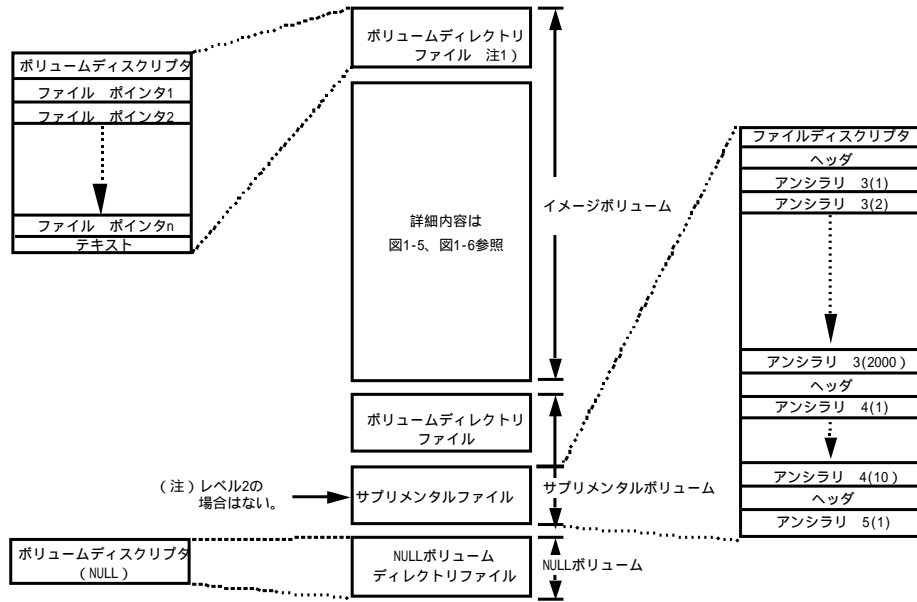 ボリュームディスクリプタ
ファイル ポインタ1
ファイル ポインタ2
ファイル ポインタn
テキスト
ボリュームディレクトリ
ファイル 注1)
詳細内容は
図1-5、図1-6参照
イメージボリューム
ボリュームディレクトリ
ファイル
(注)レベル2の
場合はない。
サプリメンタルファイル
サプリメンタルボリューム
ボリュームディスクリプタ
(NULL)
NULLボリューム
ディレクトリファイル
NULLボリューム
ファイルディスクリプタ
ヘッダ
アンシラリ 3(1)
アンシラリ 3(2)
アンシラリ 3(2000)
ヘッダ
アンシラリ 4(1)
アンシラリ 4(10)
ヘッダ
アンシラリ 5(1)